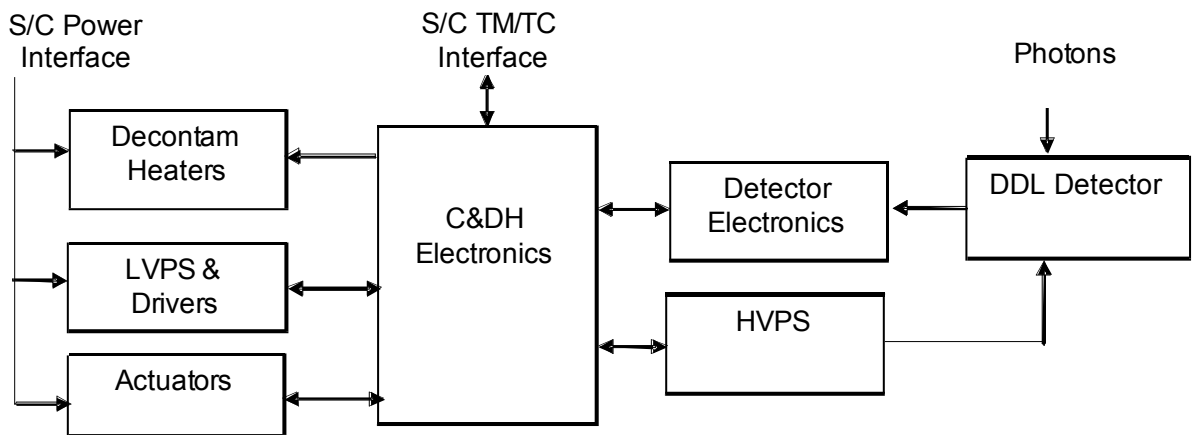 S/C Power
Interface
S/C TM/TC
Interface
Photons
Decontam
Heaters
C&DH
Electronics
Detector
Electronics
DDL Detector
LVPS &
Drivers
HVPS
Actuators